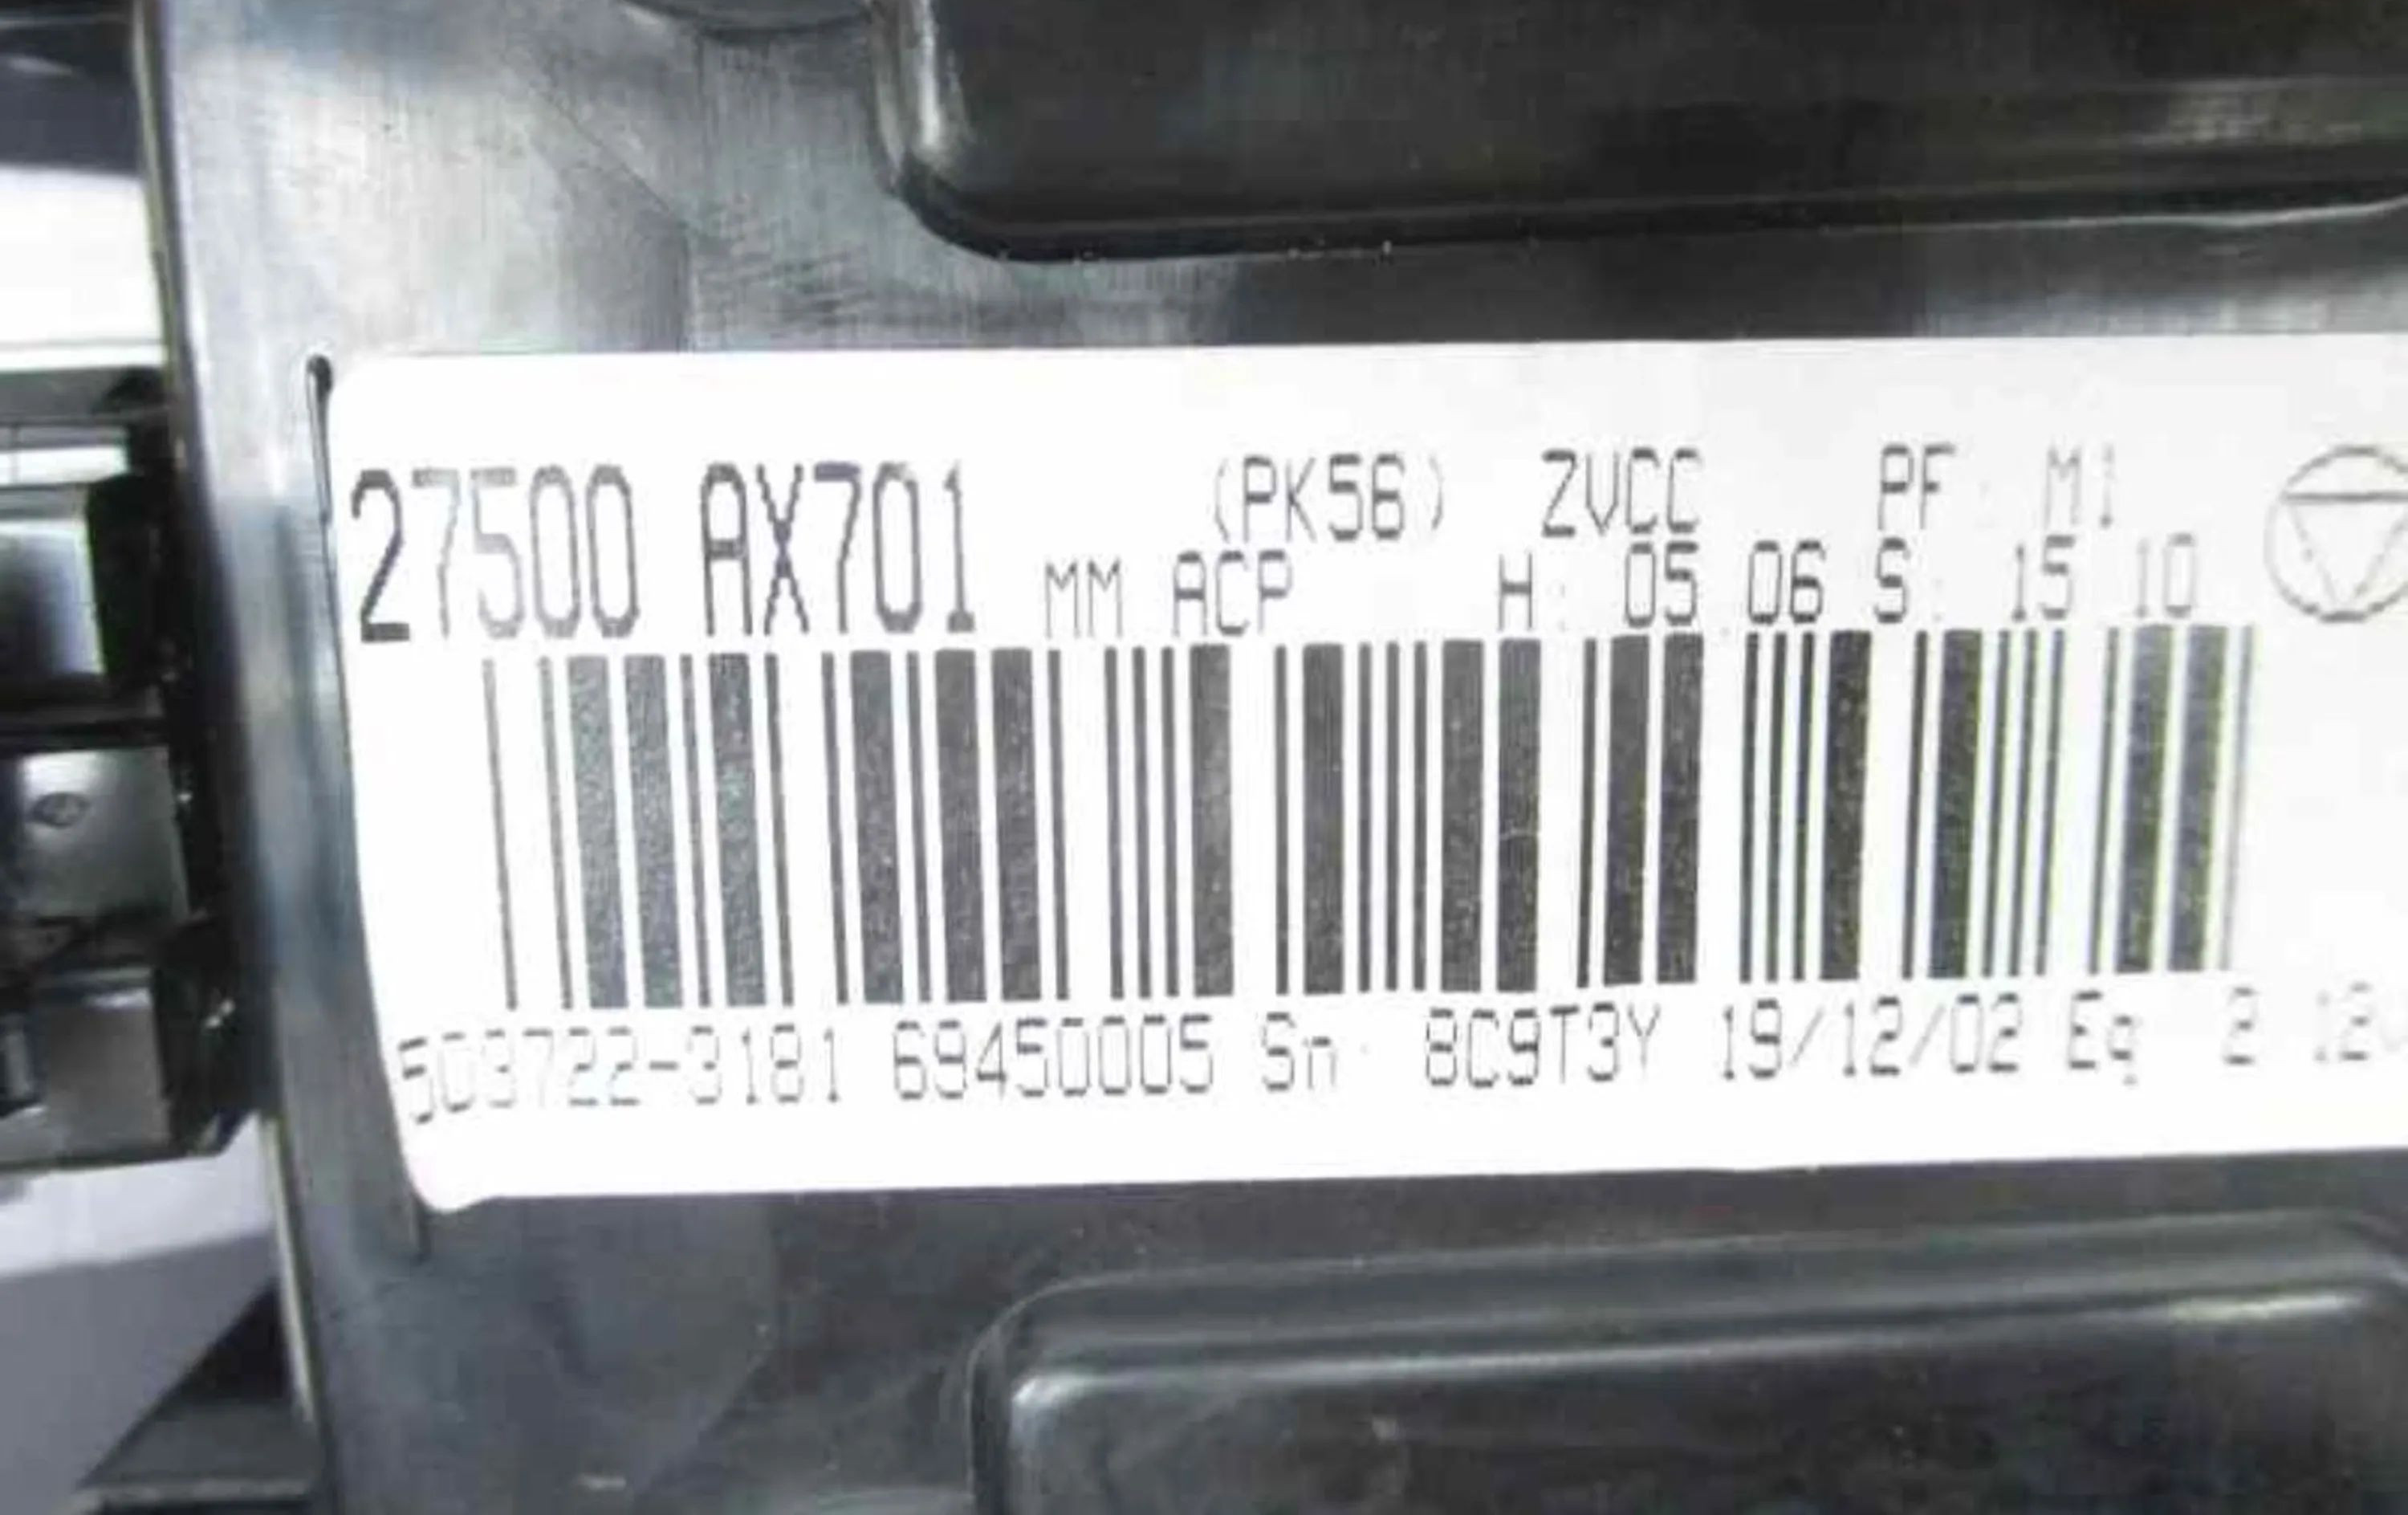 27500 AX701 (PK56) ZVCC PF: M1
MM ACP H: 05.06 S: 15 10
503722-3181 69450005 Sn: 8C9T3Y 19/12/02 Eq 2 12